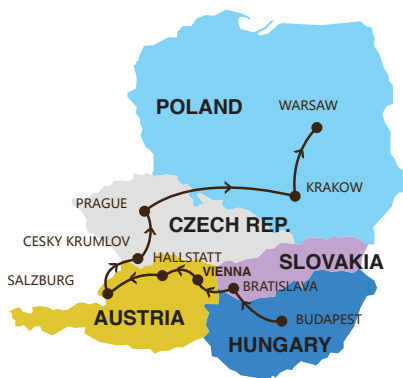 WARSAW
POLAND
KRAKOW
PRAGUE
CZECH REP.
CESKY KRUMLOV
HALLSTATT
SLOVAKIA
VIENNA
SALZBURG
BRATISLAVA
AUSTRIA
BUDAPEST
HUNGARY